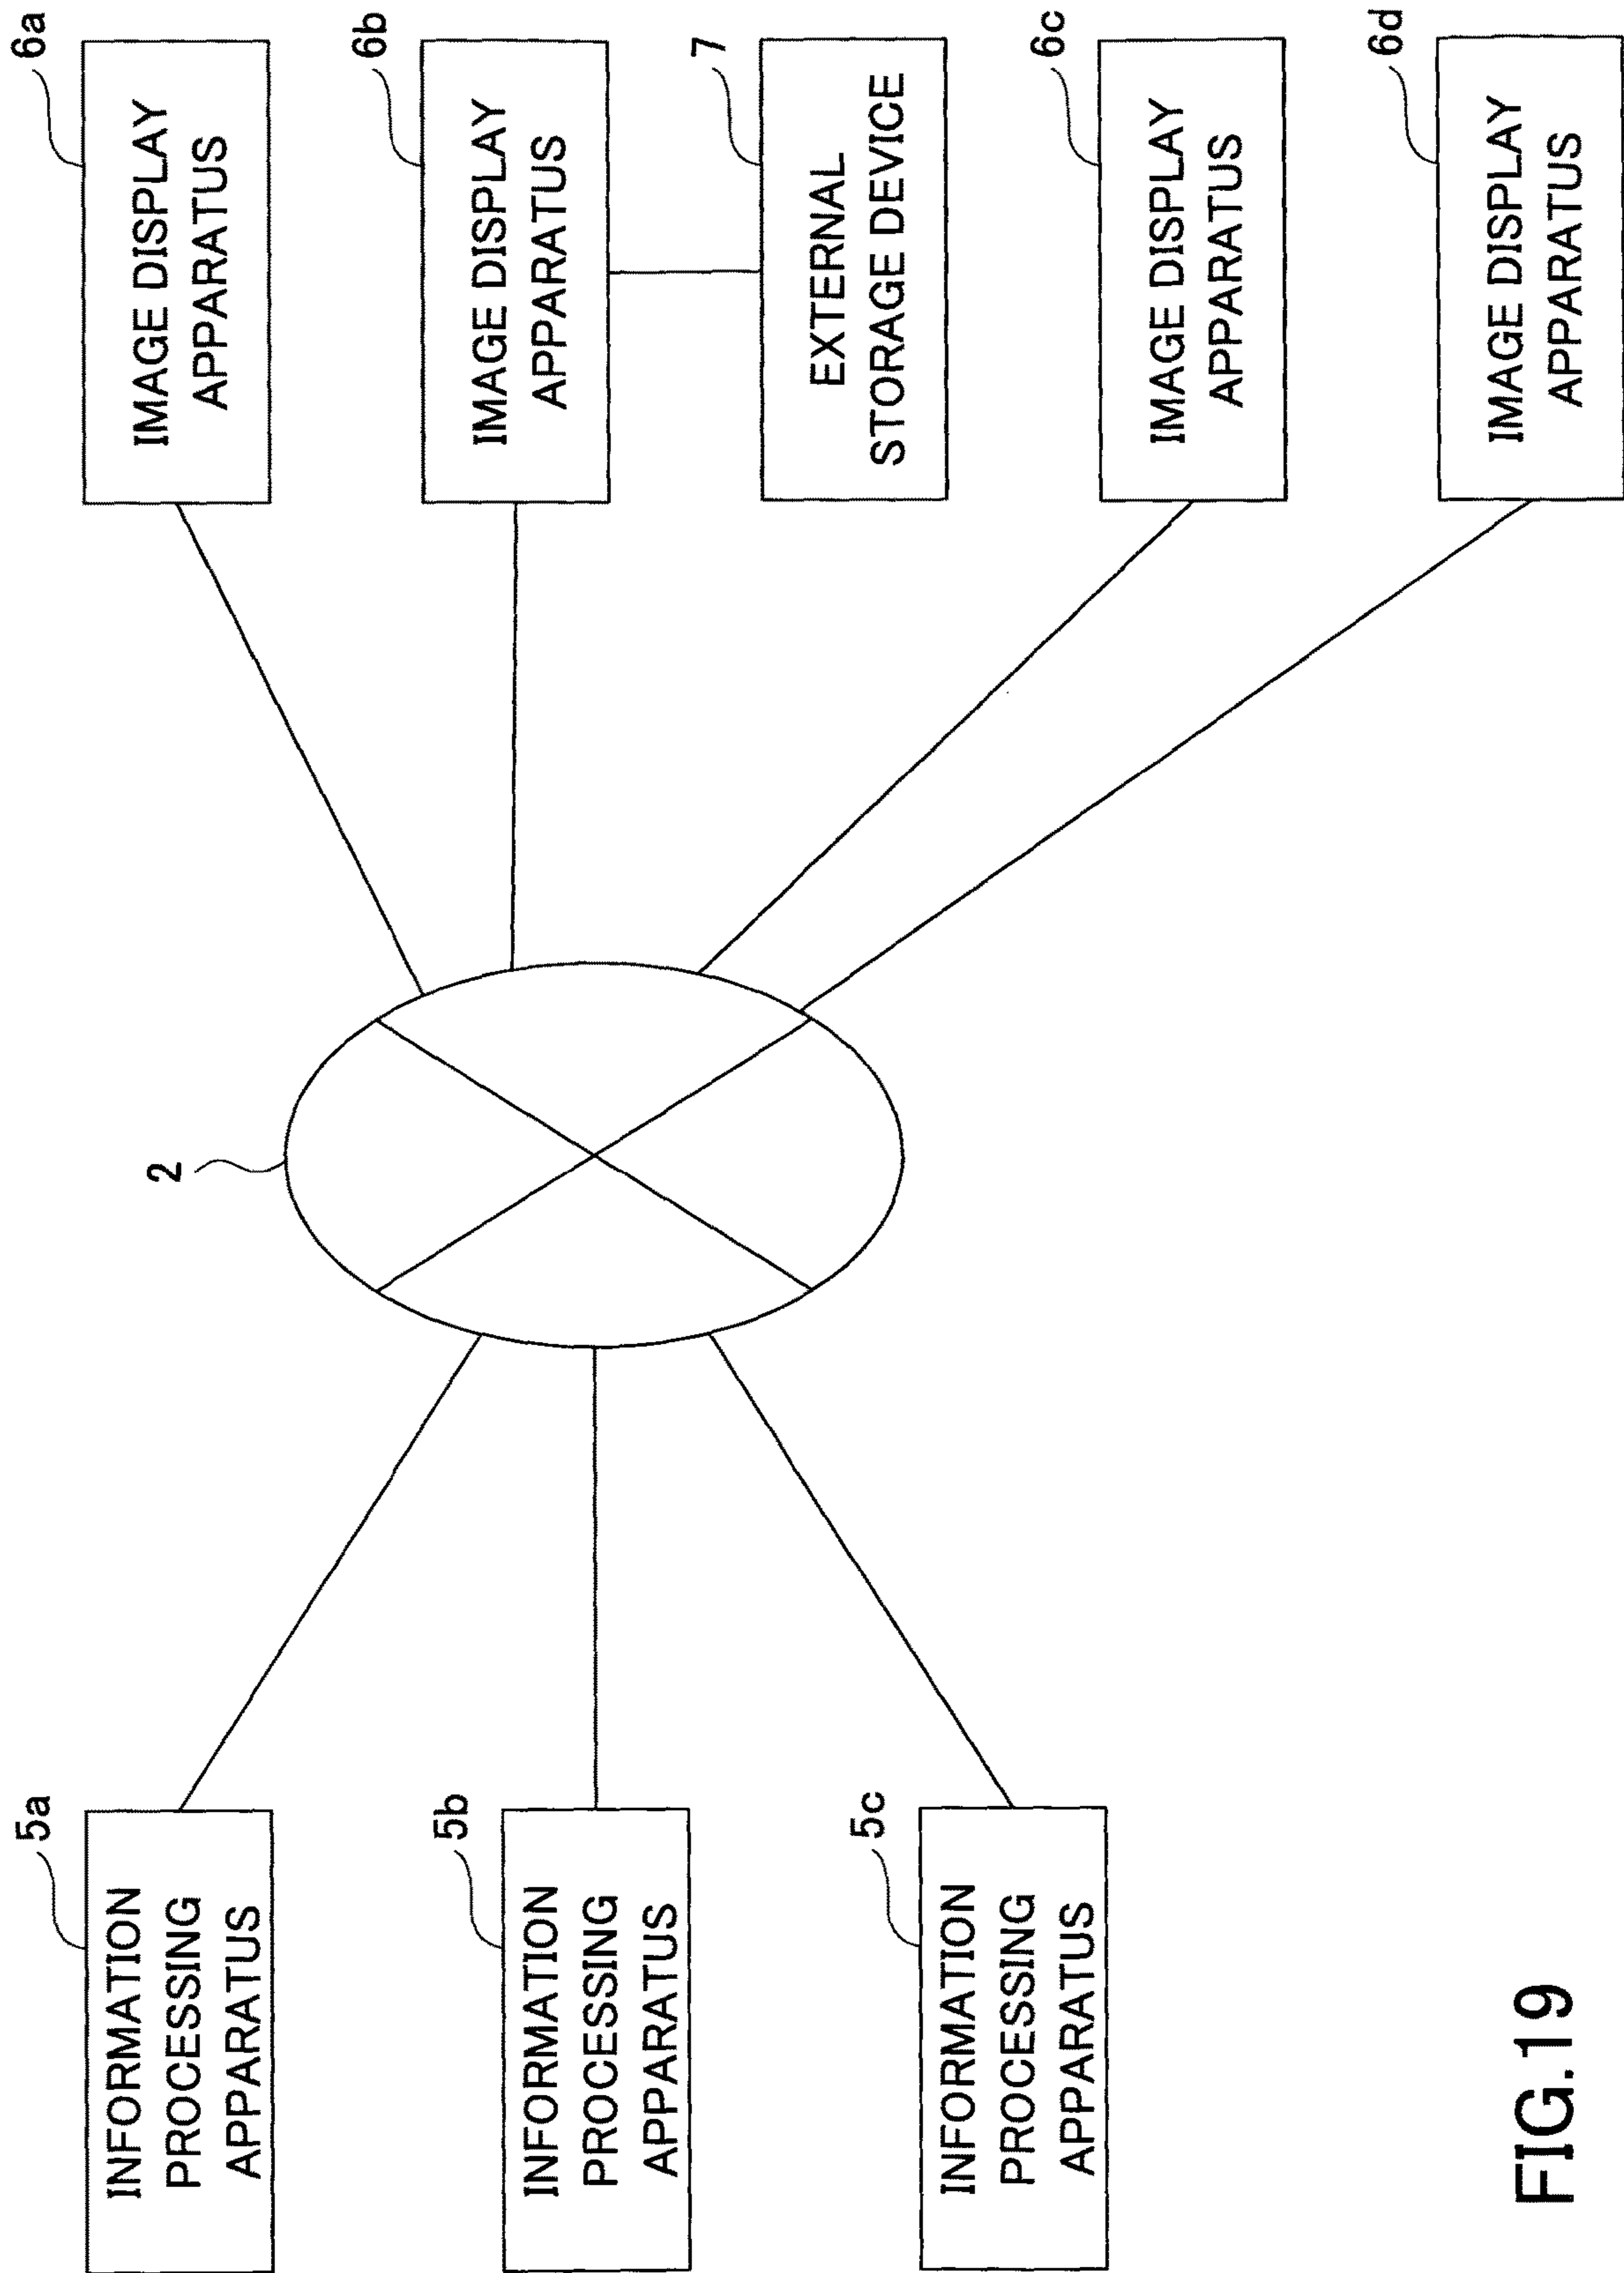 5a
INFORMATION
PROCESSING
APPARATUS
5b
INFORMATION
PROCESSING
APPARATUS
5c
INFORMATION
PROCESSING
APPARATUS
2
6a
IMAGE DISPLAY
APPARATUS
6b
IMAGE DISPLAY
APPARATUS
7
EXTERNAL
STORAGE DEVICE
6c
IMAGE DISPLAY
APPARATUS
6d
IMAGE DISPLAY
APPARATUS
FIG.19